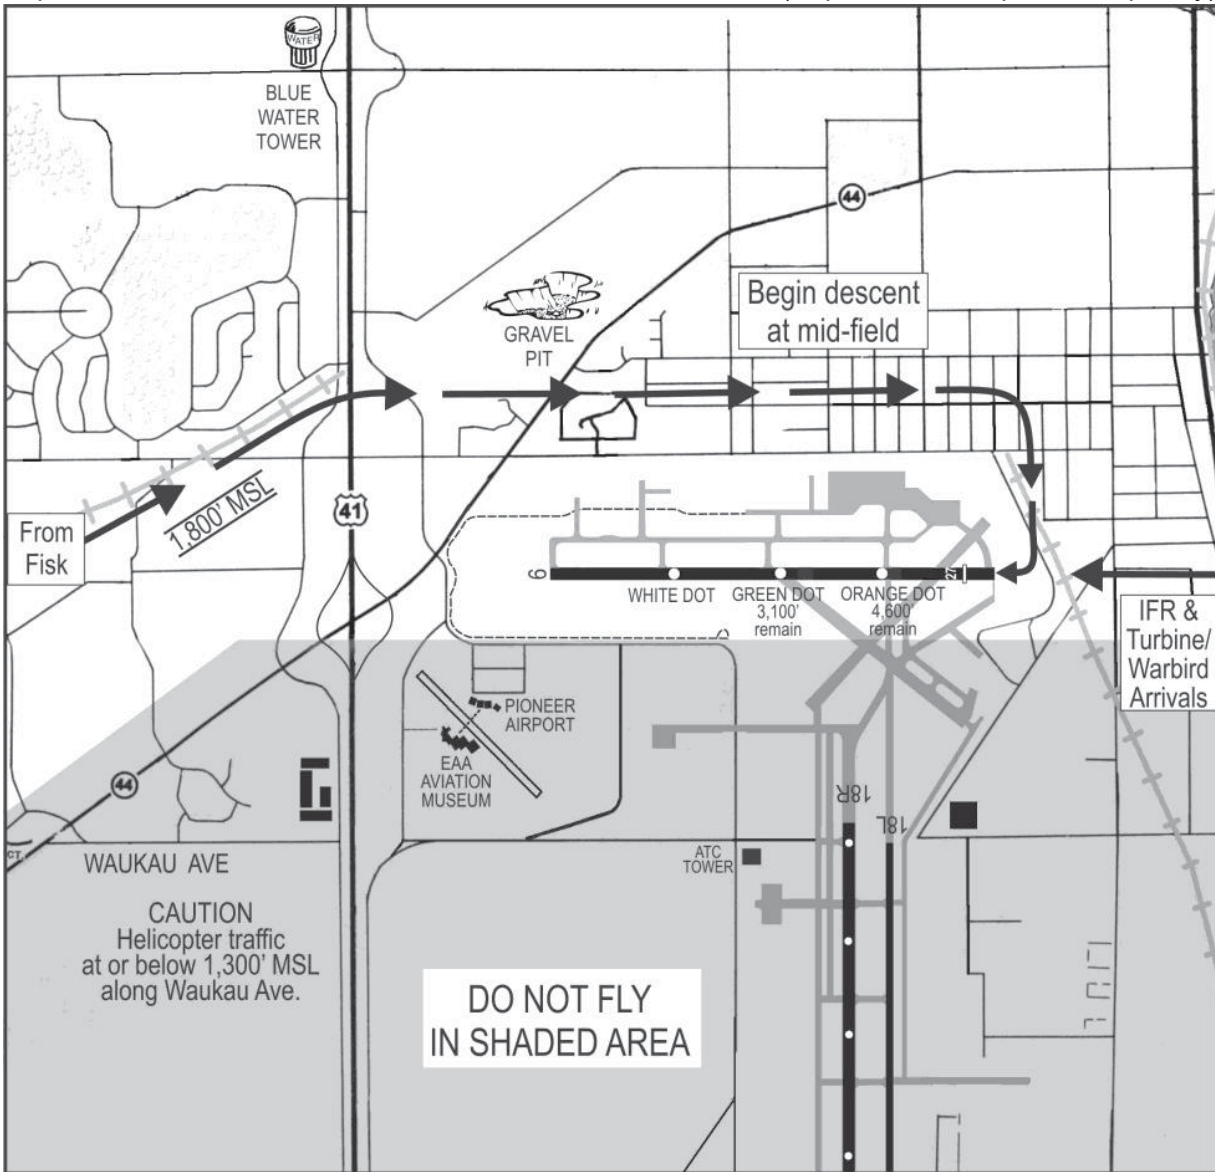 WATER
BLUE
WATER
TOWER
44
GRAVEL
PIT
Begin descent
at mid-field
From
Fisk
1,800' MSL
41
9
27
WHITE DOT
GREEN DOT
3,100'
remain
ORANGE DOT
4,600'
remain
IFR &
Turbine/
Warbird
Arrivals
PIONEER
AIRPORT
EAA
AVIATION
MUSEUM
44
18R
18L
CT.
WAUKAU AVE
ATC
TOWER
CAUTION
Helicopter traffic
at or below 1,300' MSL
along Waukau Ave.
DO NOT FLY
IN SHADED AREA